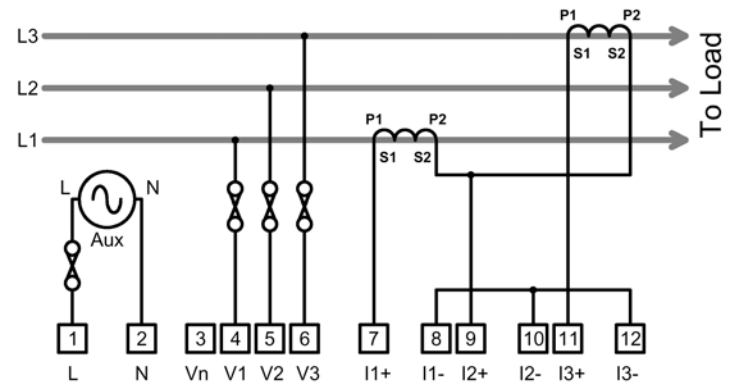 P1 P2
L3
S1 S2
L2
P1 P2
L1
S1 S2
To Load
L N
Aux
1 2 3 4 5 6 7 8 9 10 11 12
L N Vn V1 V2 V3 I1+ I1- I2+ I2- I3+ I3-